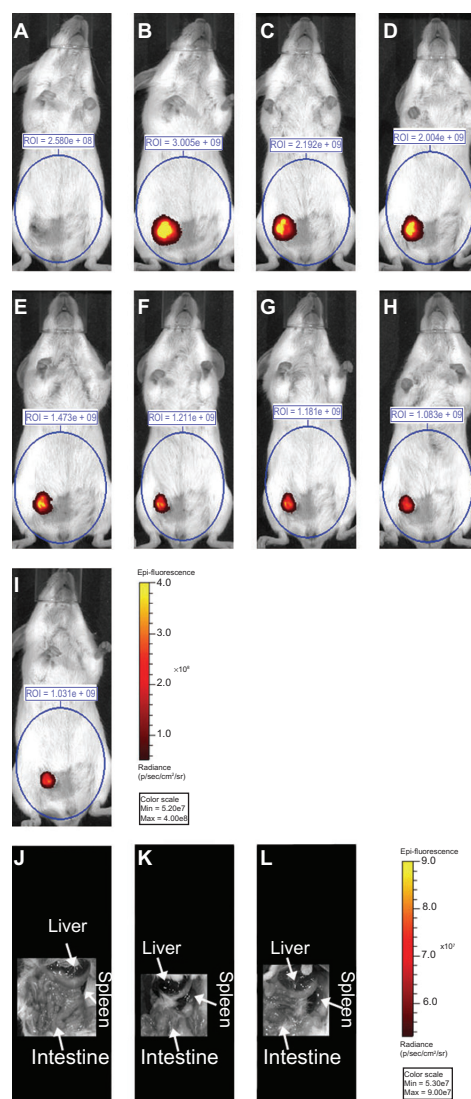 A
B
C
D
ROI = 2.580e + 08
ROI = 3.005e + 09
ROI = 2.192e + 09
ROI = 2.004e + 09
E
F
G
H
ROI = 1.473e + 09
ROI = 1.211e + 09
ROI = 1.181e + 09
ROI = 1.083e + 09
I
ROI = 1.031e + 09
Epi-fluorescence
4.0
3.0
×10⁸
2.0
1.0
Radiance
(p/sec/cm²/sr)
Color scale
Min = 5.20e7
Max = 4.00e8
J
K
L
Liver
Spleen
Intestine
Liver
Spleen
Intestine
Liver
Spleen
Intestine
Epi-fluorescence
9.0
8.0
×10⁷
7.0
6.0
Radiance
(p/sec/cm²/sr)
Color scale
Min = 5.30e7
Max = 9.00e7